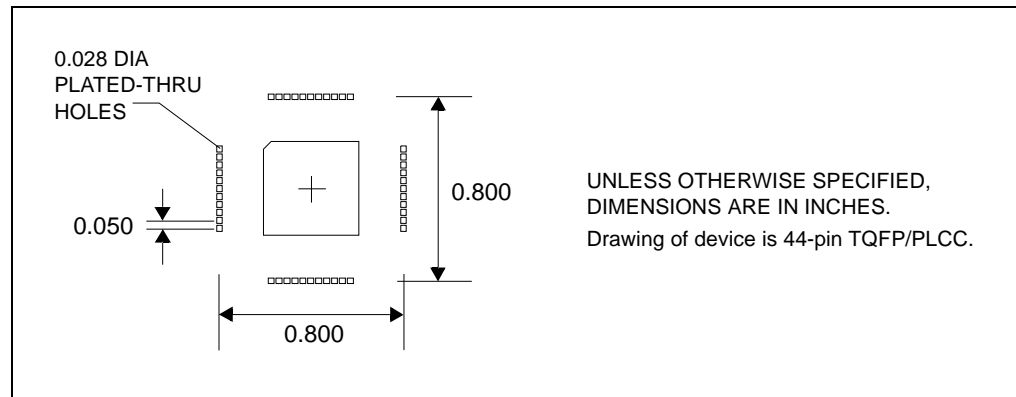 0.028 DIA
PLATED-THRU
HOLES
0.050
0.800
0.800
UNLESS OTHERWISE SPECIFIED,
DIMENSIONS ARE IN INCHES.
Drawing of device is 44-pin TQFP/PLCC.